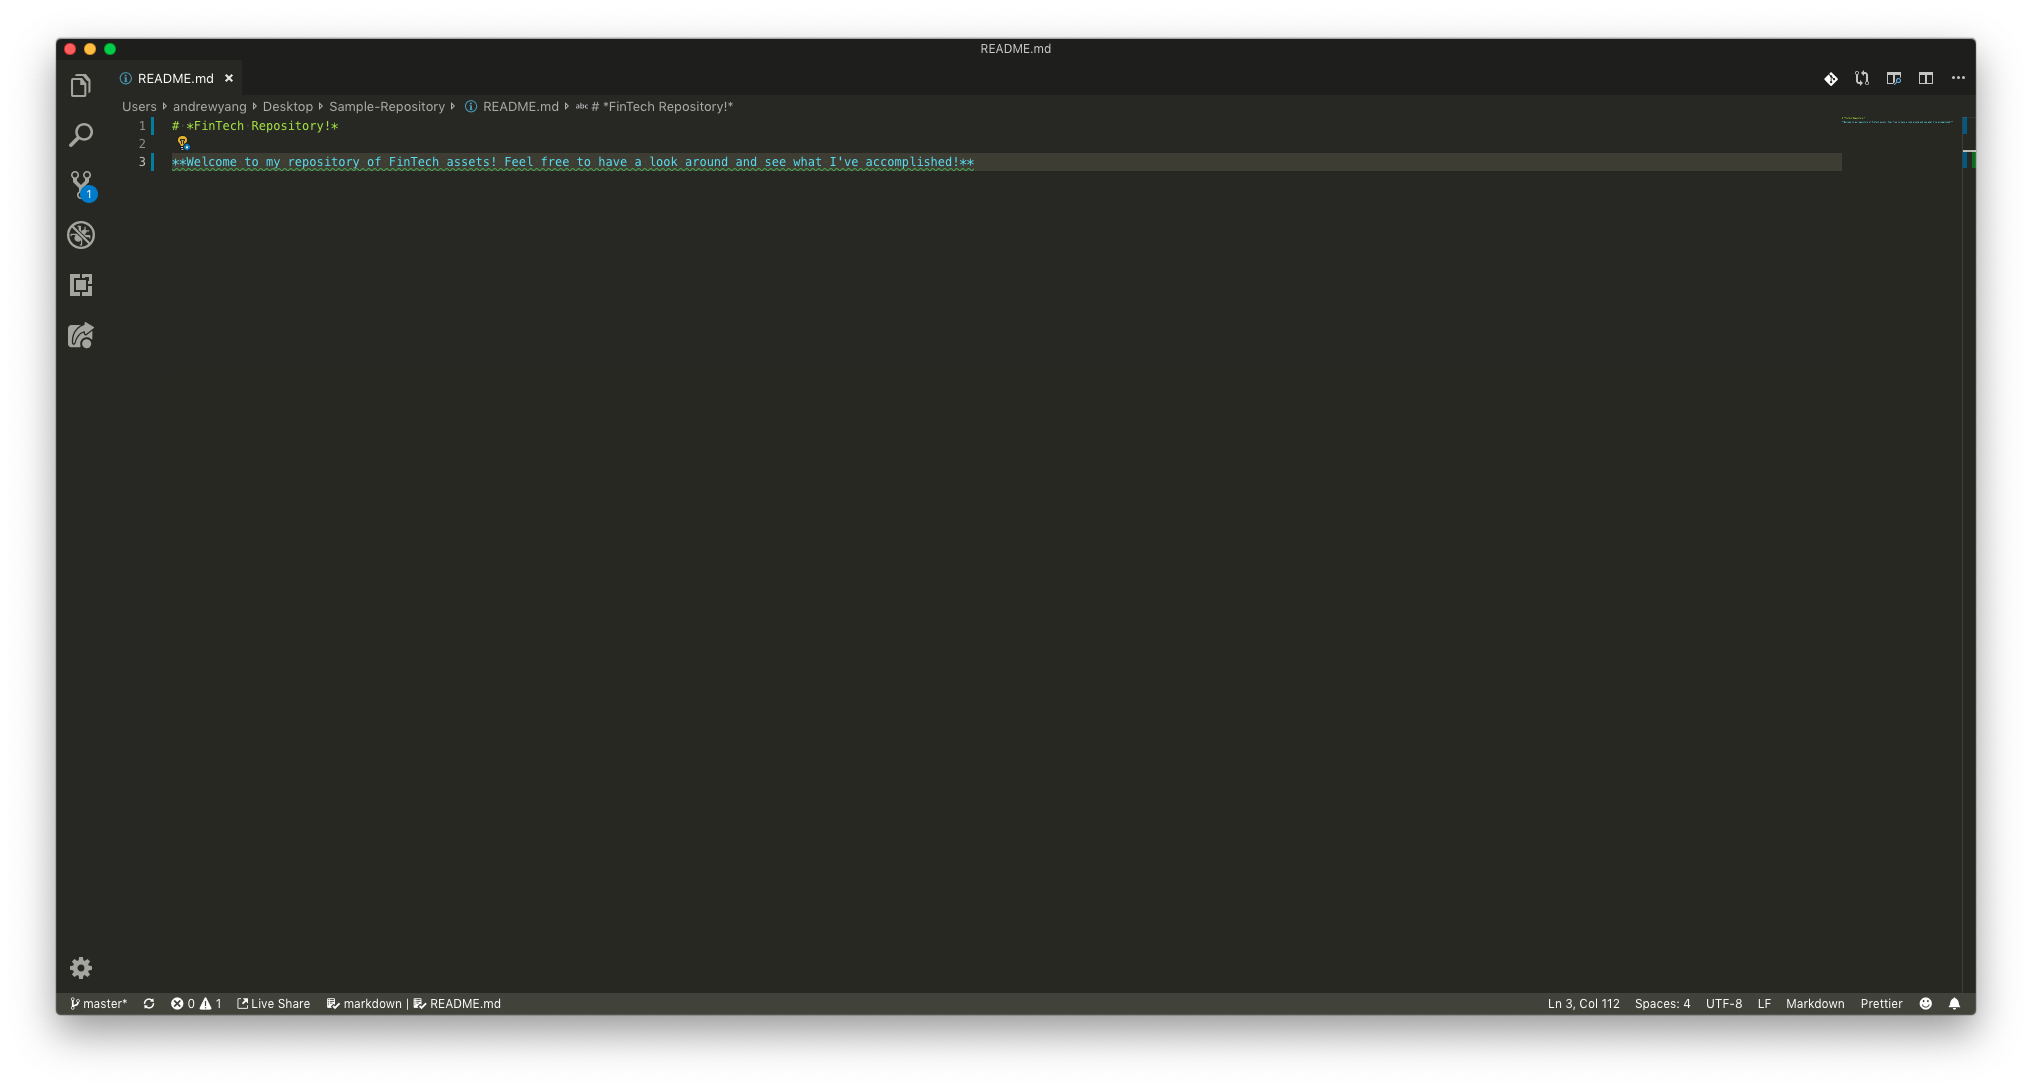 README.md
README.md
Users andrewyang Desktop Sample-Repository README.md abc # *FinTech Repository!*
1 # *FinTech Repository!*
2
3 **Welcome to my repository of FinTech assets! Feel free to have a look around and see what I've accomplished!**
1
master* 0 1 Live Share markdown | README.md Ln 3, Col 112 Spaces: 4 UTF-8 LF Markdown Prettier